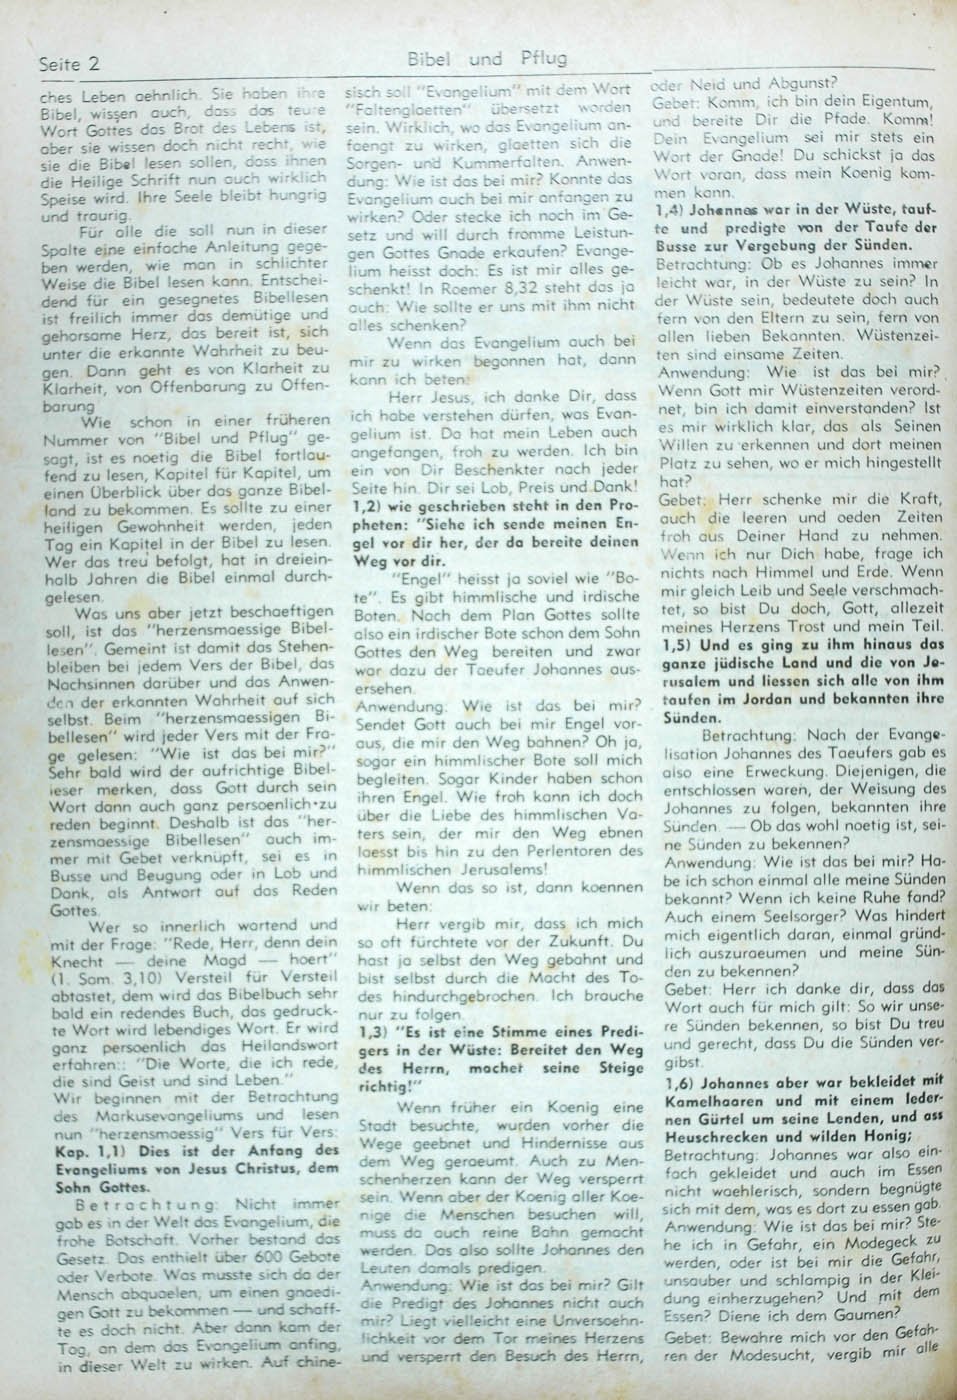 Seite 2
Bibel und Pflug
ches Leben aehnlich. Sie haben ihre
Bibel, wissen auch, dass das teure
Wort Gottes das Brot des Lebens ist,
aber sie wissen doch nicht recht, wie
sie die Bibel lesen sollen, dass ihnen
die Heilige Schrift nun auch wirklich
Speise wird. Ihre Seele bleibt hungrig
und traurig.
Für alle die soll nun in dieser
Spalte eine einfache Anleitung gege-
ben werden, wie man in schlichter
Weise die Bibel lesen kann. Entschei-
dend für ein gesegnetes Bibellesen
ist freilich immer das demütige und
gehorsame Herz, das bereit ist, sich
unter die erkannte Wahrheit zu beu-
gen. Dann geht es von Klarheit zu
Klarheit, von Offenbarung zu Offen-
barung
Wie schon in einer früheren
Nummer von "Bibel und Pflug" ge-
sagt, ist es noetig die Bibel fortlau-
fend zu lesen, Kapitel für Kapitel, um
einen Überblick über das ganze Bibel-
land zu bekommen. Es sollte zu einer
heiligen Gewohnheit werden, jeden
Tag ein Kapitel in der Bibel zu lesen.
Wer das treu befolgt, hat in dreiein-
halb Jahren die Bibel einmal durch-
gelesen.
Was uns aber jetzt beschaeftigen
soll, ist das "herzensmaessige Bibel-
lesen". Gemeint ist damit das Stehen-
bleiben bei jedem Vers der Bibel, das
Nachsinnen darüber und das Anwen-
den der erkannten Wahrheit auf sich
selbst. Beim "herzensmaessigen Bi-
bellesen" wird jeder Vers mit der Fra-
ge gelesen: "Wie ist das bei mir?"
Sehr bald wird der aufrichtige Bibel-
leser merken, dass Gott durch sein
Wort dann auch ganz persoenlich zu
reden beginnt. Deshalb ist das "her-
zensmaessige Bibellesen" auch im-
mer mit Gebet verknüpft, sei es in
Busse und Beugung oder in Lob und
Dank, als Antwort auf das Reden
Gottes.
Wer so innerlich wartend und
mit der Frage: "Rede, Herr, denn dein
Knecht — deine Magd — hoert"
(1. Sam. 3,10) Versteil für Versteil
abtastet, dem wird das Bibelbuch sehr
bald ein redendes Buch, das gedruck-
te Wort wird lebendiges Wort. Er wird
ganz persoenlich das Heilandswort
erfahren:: "Die Worte, die ich rede,
die sind Geist und sind Leben."
Wir beginnen mit der Betrachtung
des Markusevangeliums und lesen
nun "herzensmaessig" Vers für Vers:
Kap. 1,1) Dies ist der Anfang des
Evangeliums von Jesus Christus, dem
Sohn Gottes.
Betrachtung: Nicht immer
gab es in der Welt das Evangelium, die
frohe Botschaft. Vorher bestand das
Gesetz. Das enthielt über 600 Gebote
oder Verbote. Was musste sich da der
Mensch abquaelen, um einen gnaedi-
gen Gott zu bekommen — und schaff-
te es doch nicht. Aber dann kam der
Tag, an dem das Evangelium anfing,
in dieser Welt zu wirken. Auf chine-
sisch soll "Evangelium" mit dem Wort
"Faltenglaetten" übersetzt worden
sein. Wirklich, wo das Evangelium an-
faengt zu wirken, glaetten sich die
Sorgen- und Kummerfalten. Anwen-
dung: Wie ist das bei mir? Konnte das
Evangelium auch bei mir anfangen zu
wirken? Oder stecke ich noch im Ge-
setz und will durch fromme Leistun-
gen Gottes Gnade erkaufen? Evange-
lium heisst doch: Es ist mir alles ge-
schenkt! In Roemer 8,32 steht das ja
auch: Wie sollte er uns mit ihm nicht
alles schenken?
Wenn das Evangelium auch bei
mir zu wirken begonnen hat, dann
kann ich beten:
Herr Jesus, ich danke Dir, dass
ich habe verstehen dürfen, was Evan-
gelium ist. Da hat mein Leben auch
angefangen, froh zu werden. Ich bin
ein von Dir Beschenkter nach jeder
Seite hin. Dir sei Lob, Preis und Dank!
1,2) wie geschrieben steht in den Pro-
pheten: "Siehe ich sende meinen En-
gel vor dir her, der da bereite deinen
Weg vor dir.
"Engel" heisst ja soviel wie "Bo-
te". Es gibt himmlische und irdische
Boten. Nach dem Plan Gottes sollte
also ein irdischer Bote schon dem Sohn
Gottes den Weg bereiten und zwar
war dazu der Taeufer Johannes aus-
ersehen.
Anwendung: Wie ist das bei mir?
Sendet Gott auch bei mir Engel vor-
aus, die mir den Weg bahnen? Oh ja,
sogar ein himmlischer Bote soll mich
begleiten. Sogar Kinder haben schon
ihren Engel. Wie froh kann ich doch
über die Liebe des himmlischen Va-
ters sein, der mir den Weg ebnen
laesst bis hin zu den Perlentoren des
himmlischen Jerusalems!
Wenn das so ist, dann koennen
wir beten:
Herr vergib mir, dass ich mich
so oft fürchtete vor der Zukunft. Du
hast ja selbst den Weg gebahnt und
bist selbst durch die Macht des To-
des hindurchgebrochen. Ich brauche
nur zu folgen.
1,3) "Es ist eine Stimme eines Predi-
gers in der Wüste: Bereitet den Weg
des Herrn, machet seine Steige
richtig!"
Wenn früher ein Koenig eine
Stadt besuchte, wurden vorher die
Wege geebnet und Hindernisse aus
dem Weg geraeumt. Auch zu Men-
schenherzen kann der Weg versperrt
sein. Wenn aber der Koenig aller Koe-
nige die Menschen besuchen will,
muss da auch reine Bahn gemacht
werden. Das also sollte Johannes den
Leuten damals predigen.
Anwendung: Wie ist das bei mir? Gilt
die Predigt des Johannes nicht auch
mir? Liegt vielleicht eine Unversoehn-
lichkeit vor dem Tor meines Herzens
und versperrt den Besuch des Herrn,
oder Neid und Abgunst?
Gebet: Komm, ich bin dein Eigentum,
und bereite Dir die Pfade. Komm!
Dein Evangelium sei mir stets ein
Wort der Gnade! Du schickst ja das
Wort voran, dass mein Koenig kom-
men kann.
1,4) Johannes war in der Wüste, tauf-
te und predigte von der Taufe der
Busse zur Vergebung der Sünden.
Betrachtung: Ob es Johannes immer
leicht war, in der Wüste zu sein? In
der Wüste sein, bedeutete doch auch
fern von den Eltern zu sein, fern von
allen lieben Bekannten. Wüstenzei-
ten sind einsame Zeiten.
Anwendung: Wie ist das bei mir?
Wenn Gott mir Wüstenzeiten verord-
net, bin ich damit einverstanden? Ist
es mir wirklich klar, das als Seinen
Willen zu erkennen und dort meinen
Platz zu sehen, wo er mich hingestellt
hat?
Gebet: Herr schenke mir die Kraft,
auch die leeren und oeden Zeiten
froh aus Deiner Hand zu nehmen.
Wenn ich nur Dich habe, frage ich
nichts nach Himmel und Erde. Wenn
mir gleich Leib und Seele verschmach-
tet, so bist Du doch, Gott, allezeit
meines Herzens Trost und mein Teil.
1,5) Und es ging zu ihm hinaus das
ganze jüdische Land und die von Je-
rusalem und liessen sich alle von ihm
taufen im Jordan und bekannten ihre
Sünden.
Betrachtung: Nach der Evange-
lisation Johannes des Taeufers gab es
also eine Erweckung. Diejenigen, die
entschlossen waren, der Weisung des
Johannes zu folgen, bekannten ihre
Sünden. — Ob das wohl noetig ist, sei-
ne Sünden zu bekennen?
Anwendung: Wie ist das bei mir? Ha-
be ich schon einmal alle meine Sünden
bekannt? Wenn ich keine Ruhe fand?
Auch einem Seelsorger? Was hindert
mich eigentlich daran, einmal gründ-
lich auszuraeumen und meine Sün-
den zu bekennen?
Gebet: Herr ich danke dir, dass das
Wort auch für mich gilt: So wir unse-
re Sünden bekennen, so bist Du treu
und gerecht, dass Du die Sünden ver-
gibst.
1,6) Johannes aber war bekleidet mit
Kamelhaaren und mit einem leder-
nen Gürtel um seine Lenden, und ass
Heuschrecken und wilden Honig;
Betrachtung: Johannes war also ein-
fach gekleidet und auch im Essen
nicht waehlerisch, sondern begnügte
sich mit dem, was es dort zu essen gab.
Anwendung: Wie ist das bei mir? Ste-
he ich in Gefahr, ein Modegeck zu
werden, oder ist bei mir die Gefahr,
unsauber und schlampig in der Klei-
dung einherzugehen? Und mit dem
Essen? Diene ich dem Gaumen?
Gebet: Bewahre mich vor den Gefah-
ren der Modesucht, vergib mir alle